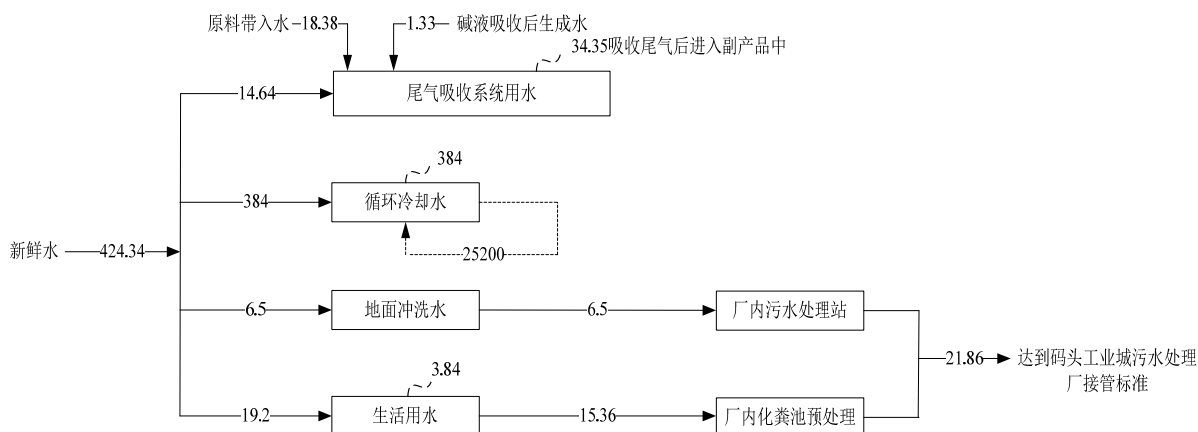 原料带入水 18.38
1.33 碱液吸收后生成水
34.35吸收尾气后进入副产品中
14.64
尾气吸收系统用水
384
384
循环冷却水
25200
新鲜水 424.34
6.5
地面冲洗水
6.5
厂内污水处理站
21.86
达到码头工业城污水处理
厂接管标准
3.84
19.2
生活用水
15.36
厂内化粪池预处理